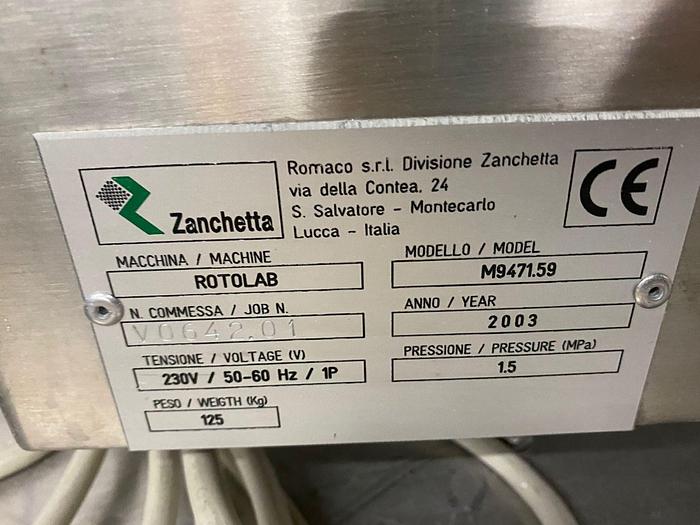 Zanchetta
Romaco s.r.l. Divisione Zanchetta
via della Contea, 24
S. Salvatore - Montecarlo
Lucca - Italia
CE
MACCHINA / MACHINE
ROTOLAB
MODELLO / MODEL
M9471.59
N. COMMESSA / JOB N.
V0642.01
ANNO / YEAR
2003
TENSIONE / VOLTAGE (V)
230V / 50-60 Hz / 1P
PRESSIONE / PRESSURE (MPa)
1.5
PESO / WEIGTH (Kg)
125